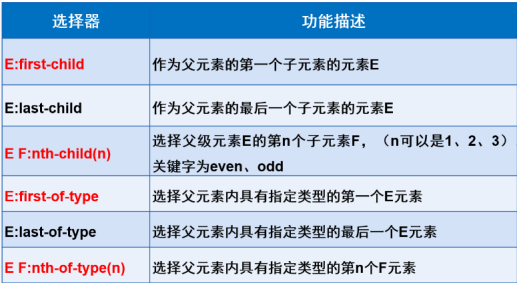 选择器 功能描述
E:first-child 作为父元素的第一个子元素的元素E
E:last-child 作为父元素的最后一个子元素的元素E
E F:nth-child(n) 选择父级元素E的第n个子元素F，（n可以是1、2、3），
关键字为even、odd
E:first-of-type 选择父元素内具有指定类型的第一个E元素
E:last-of-type 选择父元素内具有指定类型的最后一个E元素
E F:nth-of-type(n) 选择父元素内具有指定类型的第n个F元素